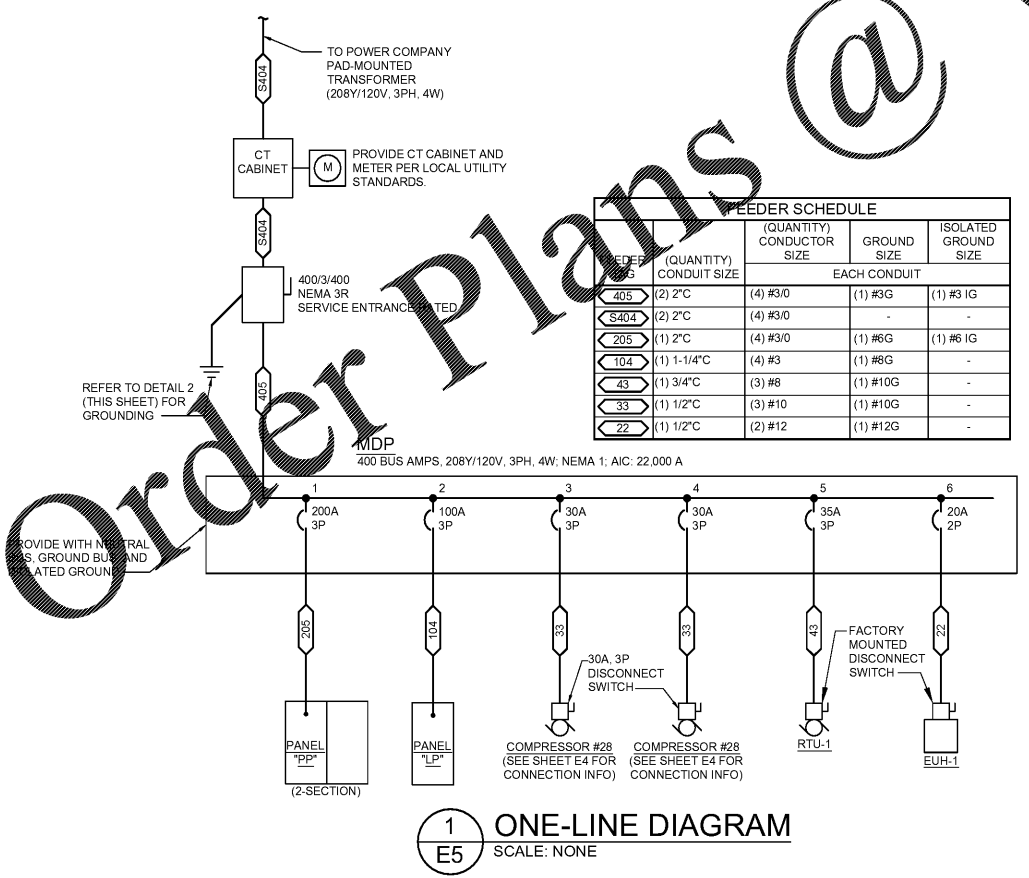 TO POWER COMPANY
PAD-MOUNTED
TRANSFORMER
(208Y/120V, 3PH, 4W)
S404
CT
CABINET
M
PROVIDE CT CABINET AND
METER PER LOCAL UTILITY
STANDARDS.
S404
400/3/400
NEMA 3R
SERVICE ENTRANCE RATED
405
REFER TO DETAIL 2
(THIS SHEET) FOR
GROUNDING
FEEDER SCHEDULE
FEEDER
TAG
(QUANTITY)
CONDUIT SIZE
(QUANTITY)
CONDUCTOR
SIZE
GROUND
SIZE
ISOLATED
GROUND
SIZE
EACH CONDUIT
405 (2) 2"C (4) #3/0 (1) #3G (1) #3 IG
S404 (2) 2"C (4) #3/0 - -
205 (1) 2"C (4) #3/0 (1) #6G (1) #6 IG
104 (1) 1-1/4"C (4) #3 (1) #8G -
43 (1) 3/4"C (3) #8 (1) #10G -
33 (1) 1/2"C (3) #10 (1) #10G -
22 (1) 1/2"C (2) #12 (1) #12G -
MDP
400 BUS AMPS, 208Y/120V, 3PH, 4W; NEMA 1; AIC: 22,000 A
1 2 3 4 5 6
200A 100A 30A 30A 35A 20A
3P 3P 3P 3P 3P 2P
PROVIDE WITH NEUTRAL
BUS, GROUND BUS, AND
ISOLATED GROUND
205 104 33 33 43 22
30A, 3P
DISCONNECT
SWITCH
FACTORY
MOUNTED
DISCONNECT
SWITCH
PANEL
"PP"
(2-SECTION)
PANEL
"LP"
COMPRESSOR #28
(SEE SHEET E4 FOR
CONNECTION INFO)
COMPRESSOR #28
(SEE SHEET E4 FOR
CONNECTION INFO)
RTU-1
EUH-1
1
E5
ONE-LINE DIAGRAM
SCALE: NONE
Order Plans @